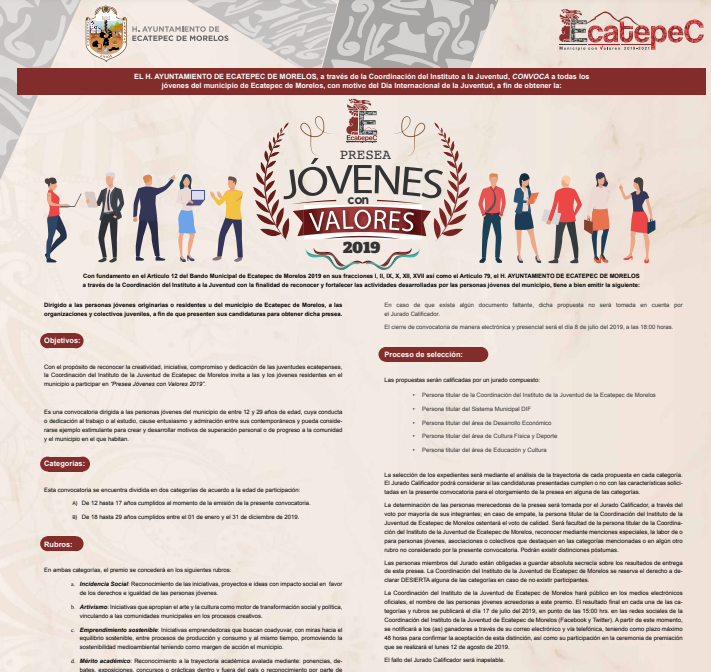 H. AYUNTAMIENTO DE
ECATEPEC DE MORELOS
EcatepeC
Municipio con Valores 2019-2021
EL H. AYUNTAMIENTO DE ECATEPEC DE MORELOS, a través de la Coordinación del Instituto a la Juventud, CONVOCA a todas los
jóvenes del municipio de Ecatepec de Morelos, con motivo del Día Internacional de la Juventud, a fin de obtener la:
EcatepeC
PRESEA
JÓVENES
con
VALORES
2019
Con fundamento en el Artículo 12 del Bando Municipal de Ecatepec de Morelos 2019 en sus fracciones I, II, IX, X, XII, XVII así como el Artículo 79, el H. AYUNTAMIENTO DE ECATEPEC DE MORELOS
a través de la Coordinación del Instituto a la Juventud con la finalidad de reconocer y fortalecer las actividades desarrolladas por las personas jóvenes del municipio, tiene a bien emitir la siguiente:
Dirigido a las personas jóvenes originarias o residentes u del municipio de Ecatepec de Morelos, a las
organizaciones y colectivos juveniles, a fin de que presenten sus candidaturas para obtener dicha presea.
Objetivos:
Con el propósito de reconocer la creatividad, iniciativa, compromiso y dedicación de las juventudes ecatepenses,
la Coordinación del Instituto a la Juventud de Ecatepec de Morelos invita a las y los jóvenes residentes en el
municipio a participar en "Presea Jóvenes con Valores 2019".
Es una convocatoria dirigida a las personas jóvenes del municipio de entre 12 y 29 años de edad, cuya conducta
o dedicación al trabajo o al estudio, cause entusiasmo y admiración entre sus contemporáneos y pueda conside-
rarse ejemplo estimulante para crear y desarrollar motivos de superación personal o de progreso a la comunidad
y el municipio en el que habitan.
Categorías:
Esta convocatoria se encuentra dividida en dos categorías de acuerdo a la edad de participación:
A) De 12 hasta 17 años cumplidos al momento de la emisión de la presente convocatoria.
B) De 18 hasta 29 años cumplidos entre el 01 de enero y el 31 de diciembre de 2019.
Rubros:
En ambas categorías, el premio se concederá en los siguientes rubros:
a. Incidencia Social: Reconocimiento de las iniciativas, proyectos e ideas con impacto social en favor
de los derechos e igualdad de las personas jóvenes.
b. Artivismo: Iniciativas que apropian el arte y la cultura como motor de transformación social y política,
vinculando a las comunidades municipales en los procesos creativos.
c. Emprendimiento sostenible: Iniciativas emprendedoras que buscan coadyuvar, con miras hacia el
equilibrio sostenible, entre procesos de producción y consumo y al mismo tiempo, promoviendo la
sostenibilidad medioambiental teniendo como margen de acción el municipio.
d. Mérito académico: Reconocimiento a la trayectoria académica avalada mediante: ponencias, de-
bates, exposiciones, concursos o prácticas dentro y fuera del país o reconocimiento por parte de
En caso de que exista algún documento faltante, dicha propuesta no será tomada en cuenta por
el Jurado Calificador.
El cierre de convocatoria de manera electrónica y presencial será el día 8 de julio del 2019, a las 18:00 horas.
Proceso de selección:
Las propuestas serán calificadas por un jurado compuesto:
• Persona titular de la Coordinación del Instituto de la Juventud de la Ecatepec de Morelos
• Persona titular del Sistema Municipal DIF
• Persona titular del área de Desarrollo Económico
• Persona titular del área de Cultura Física y Deporte
• Persona titular del área de Educación y Cultura
La selección de los expedientes será mediante el análisis de la trayectoria de cada propuesta en cada categoría.
El Jurado Calificador podrá considerar si las candidaturas presentadas cumplen o no con las características solici-
tadas en la presente convocatoria para el otorgamiento de la presea en alguna de las categorías.
La determinación de las personas merecedoras de la presea será tomada por el Jurado Calificador, a través del
voto por mayoría de sus integrantes; en caso de empate, la persona titular de la Coordinación del Instituto de la
Juventud de Ecatepec de Morelos ostentará el voto de calidad. Será facultad de la persona titular de la Coordina-
ción del Instituto de la Juventud de Ecatepec de Morelos, reconocer mediante menciones especiales, la labor de o
para personas jóvenes, asociaciones o colectivos que destaquen en las categorías mencionadas o en algún otro
rubro no considerado por la presente convocatoria. Podrán existir distinciones póstumas.
Las personas miembros del Jurado están obligadas a guardar absoluta secrecía sobre los resultados de entrega
de esta presea. La Coordinación del Instituto de la Juventud de Ecatepec de Morelos se reserva el derecho a de-
clarar DESIERTA alguna de las categorías en caso de no existir participantes.
La Coordinación del Instituto de la Juventud de Ecatepec de Morelos hará público en los medios electrónicos
oficiales, el nombre de las personas jóvenes acreedoras a este premio. El resultado final en cada una de las ca-
tegorías y rubros se publicará el día 17 de julio del 2019, en punto de las 15:00 hrs. en las redes sociales de la
Coordinación del Instituto de la Juventud de Ecatepec de Morelos (Facebook y Twitter). A partir de este momento,
se notificará a los (as) ganadores a través de su correo electrónico y vía telefónica, teniendo como plazo máximo
48 horas para confirmar la aceptación de esta distinción, así como su participación en la ceremonia de premiación
que se realizará el lunes 12 de agosto de 2019.
El fallo del Jurado Calificador será inapelable.